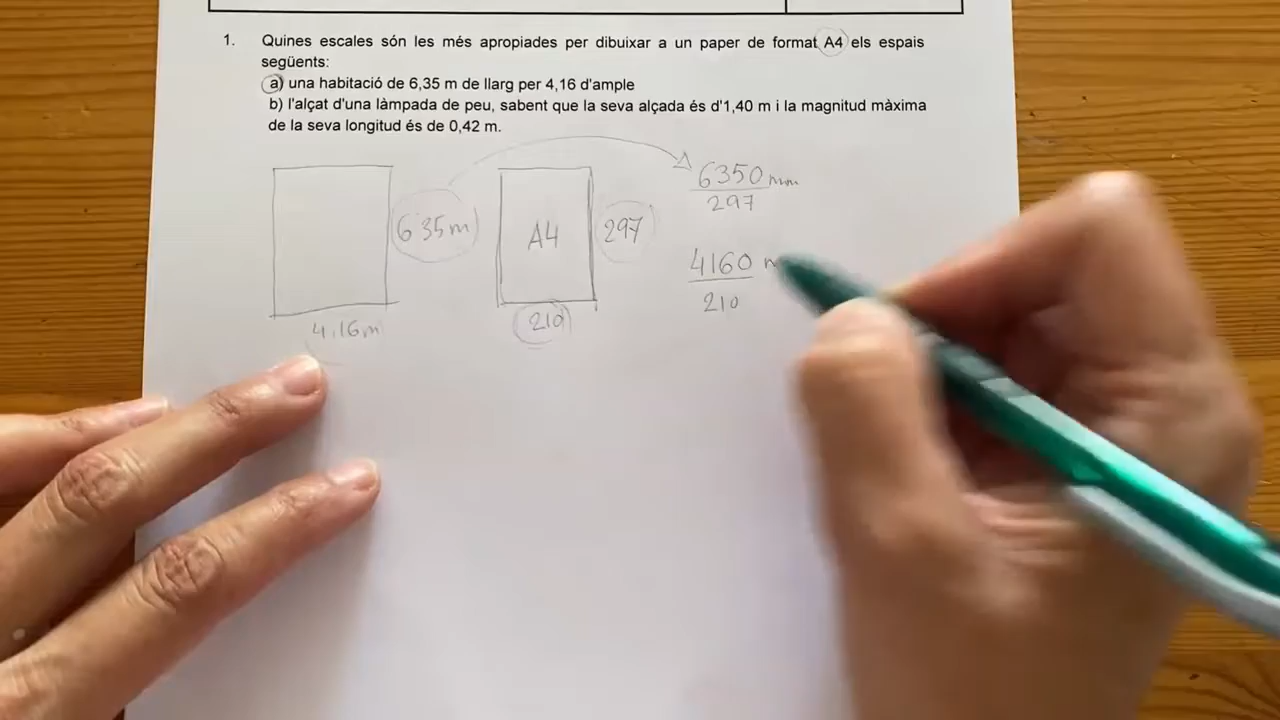 1. Quines escales són les més apropiades per dibuixar a un paper de format A4 els espais
següents:
a) una habitació de 6,35 m de llarg per 4,16 d'ample
b) l'alçat d'una làmpada de peu, sabent que la seva alçada és d'1,40 m i la magnitud màxima
de la seva longitud és de 0,42 m.
6350 mm
297
6'35m
A4
297
4160 m
210
4,16m
210